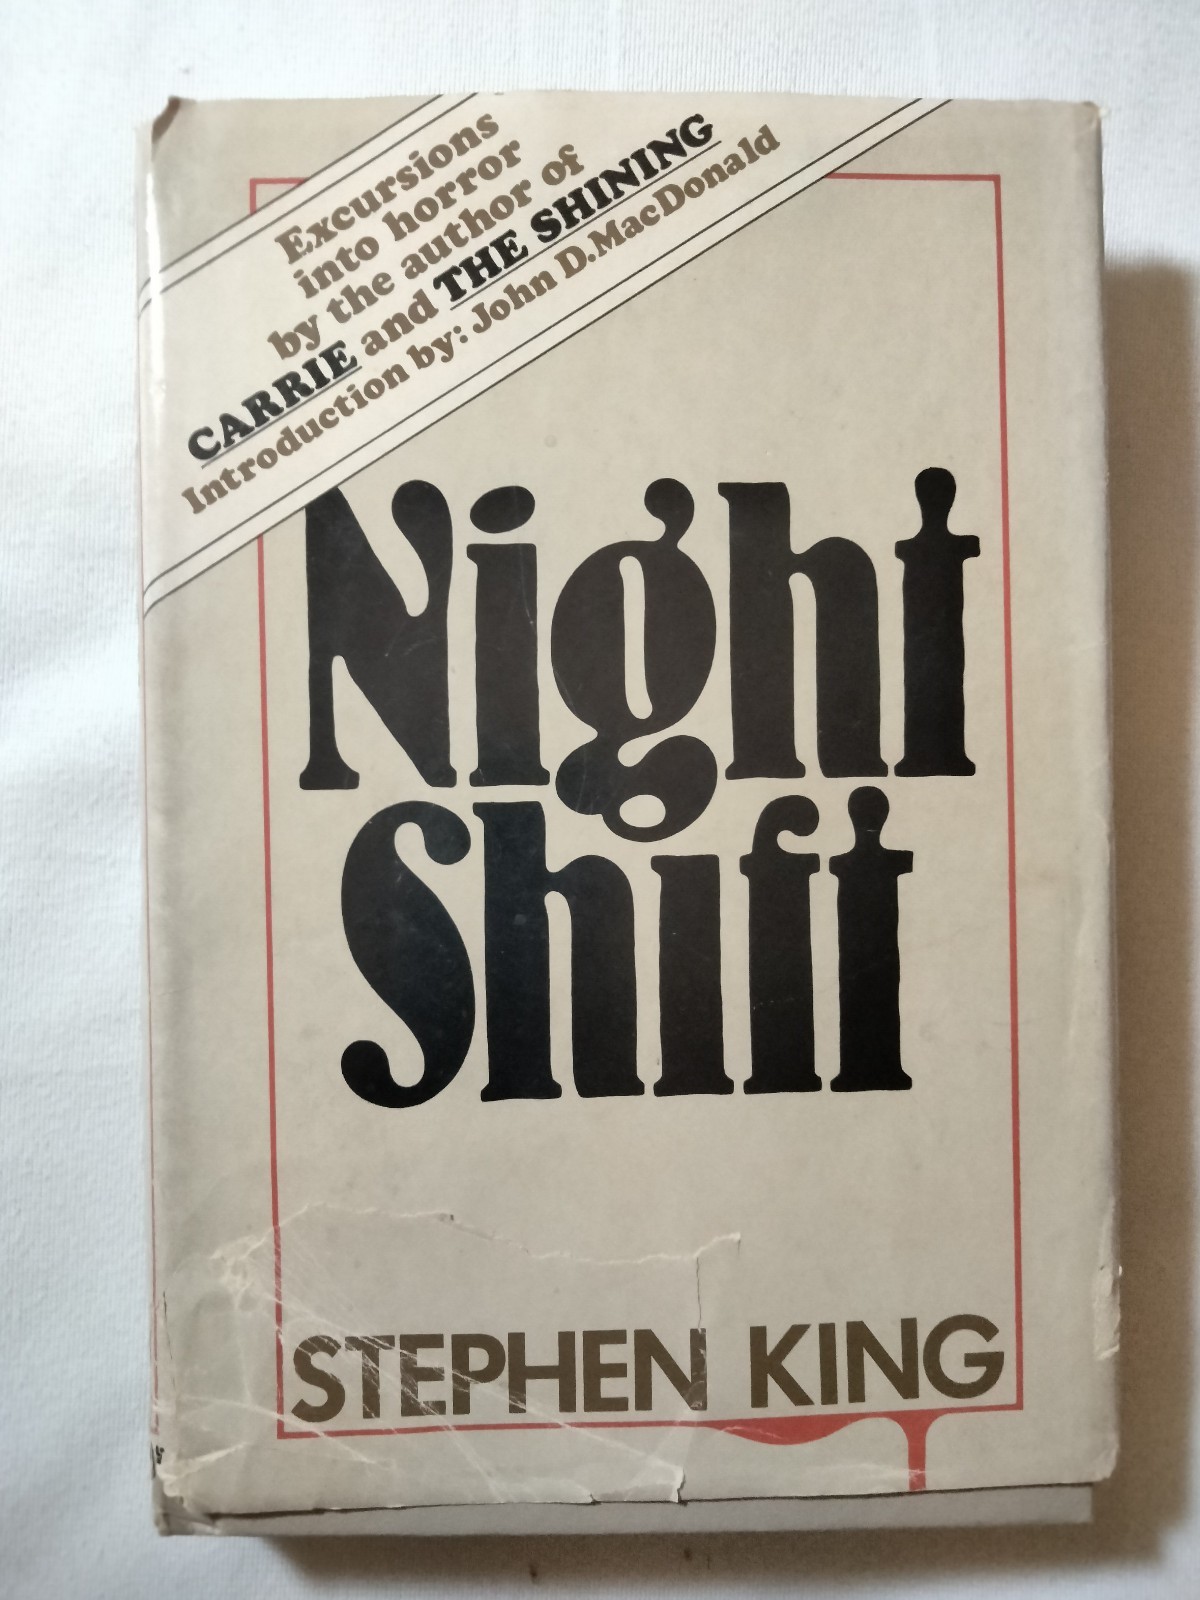 Excursions
into horror
by the author of
CARRIE and THE SHINING
Introduction by: John D. MacDonald
Night
Shift
STEPHEN KING